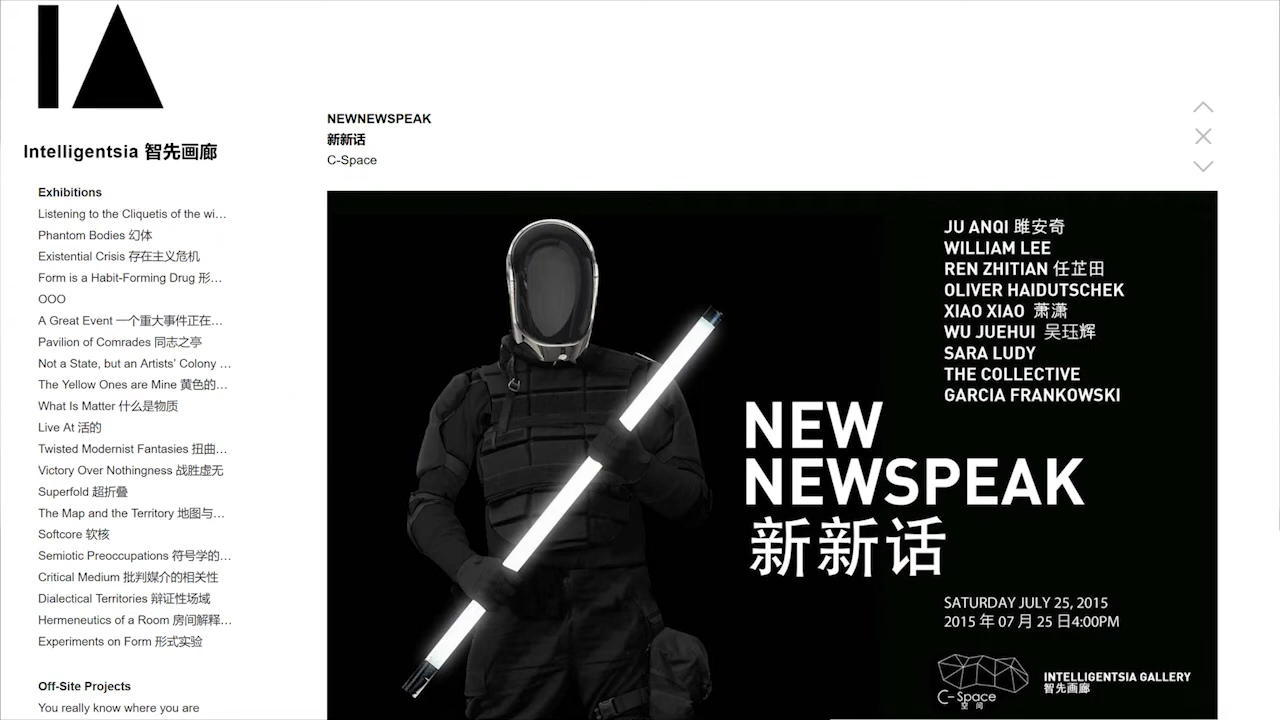 IA
Intelligentsia 智先画廊
Exhibitions
Listening to the Cliquetis of the wi…
Phantom Bodies 幻体
Existential Crisis 存在主义危机
Form is a Habit-Forming Drug 形…
OOO
A Great Event 一个重大事件正在…
Pavilion of Comrades 同志之亭
Not a State, but an Artists’ Colony …
The Yellow Ones are Mine 黄色的…
What Is Matter 什么是物质
Live At 活的
Twisted Modernist Fantasies 扭曲…
Victory Over Nothingness 战胜虚无
Superfold 超折叠
The Map and the Territory 地图与…
Softcore 软核
Semiotic Preoccupations 符号学的…
Critical Medium 批判媒介的相关性
Dialectical Territories 辩证性场域
Hermeneutics of a Room 房间解释…
Experiments on Form 形式实验
Off-Site Projects
You really know where you are
NEWNEWSPEAK
新新话
C-Space
JU ANQI 雎安奇
WILLIAM LEE
REN ZHITIAN 任芷田
OLIVER HAIDUTSCHEK
XIAO XIAO 萧潇
WU JUEHUI 吴珏辉
SARA LUDY
THE COLLECTIVE
GARCIA FRANKOWSKI
NEW
NEWSPEAK
新新话
SATURDAY JULY 25, 2015
2015 年 07 月 25 日4:00PM
C-Space
空间
INTELLIGENTSIA GALLERY
智先画廊